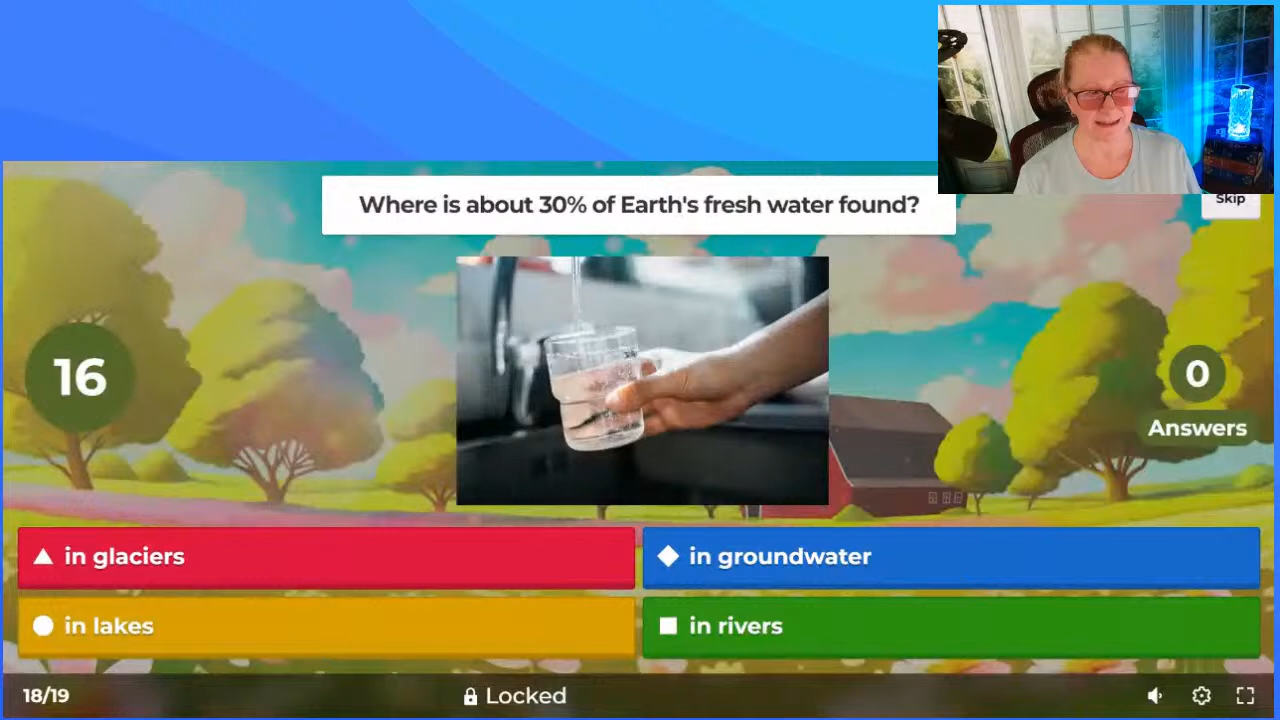 Where is about 30% of Earth's fresh water found?
Skip
16
0
Answers
in glaciers
in groundwater
in lakes
in rivers
18/19
Locked